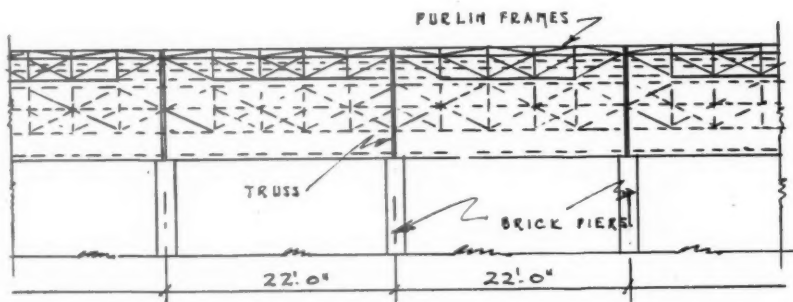 PURLIN FRAMES
TRUSS
BRICK PIERS
22'.0"
22'.0"